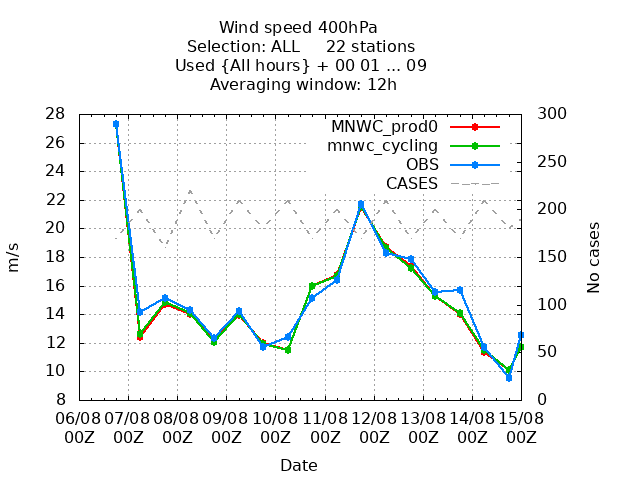 Wind speed 400hPa
Selection: ALL     22 stations
Used {All hours} + 00 01 ... 09
Averaging window: 12h
28 300
MNWC_prod0
26 250
mnwc_cycling
OBS
24
CASES
22 200
20
18 150
16
14 100
12 50
10
8 0
m/s
No cases
06/08 07/08 08/08 09/08 10/08 11/08 12/08 13/08 14/08 15/08
00Z 00Z 00Z 00Z 00Z 00Z 00Z 00Z 00Z 00Z
Date